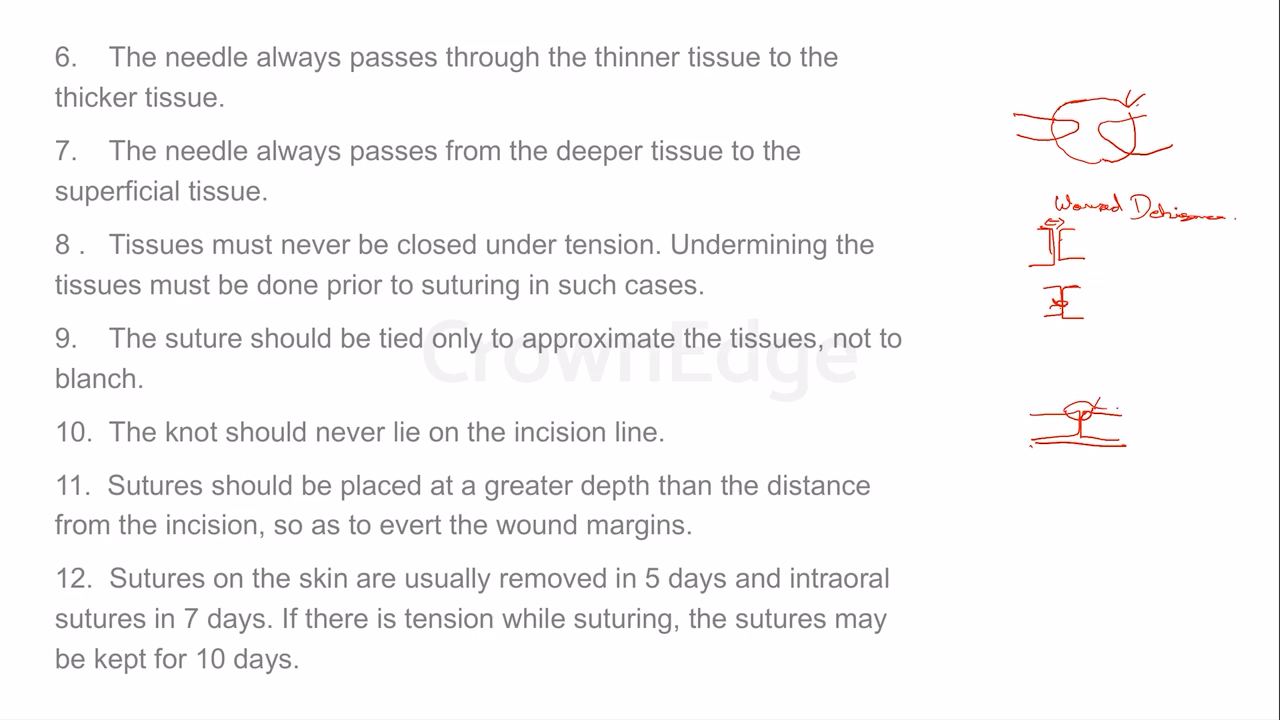 6. The needle always passes through the thinner tissue to the
thicker tissue.
7. The needle always passes from the deeper tissue to the
superficial tissue.
Wound
8 . Tissues must never be closed under tension. Undermining the
tissues must be done prior to suturing in such cases.
9. The suture should be tied only to approximate the tissues, not to
blanch.
CrownEdge
10. The knot should never lie on the incision line.
11. Sutures should be placed at a greater depth than the distance
from the incision, so as to evert the wound margins.
12. Sutures on the skin are usually removed in 5 days and intraoral
sutures in 7 days. If there is tension while suturing, the sutures may
be kept for 10 days.